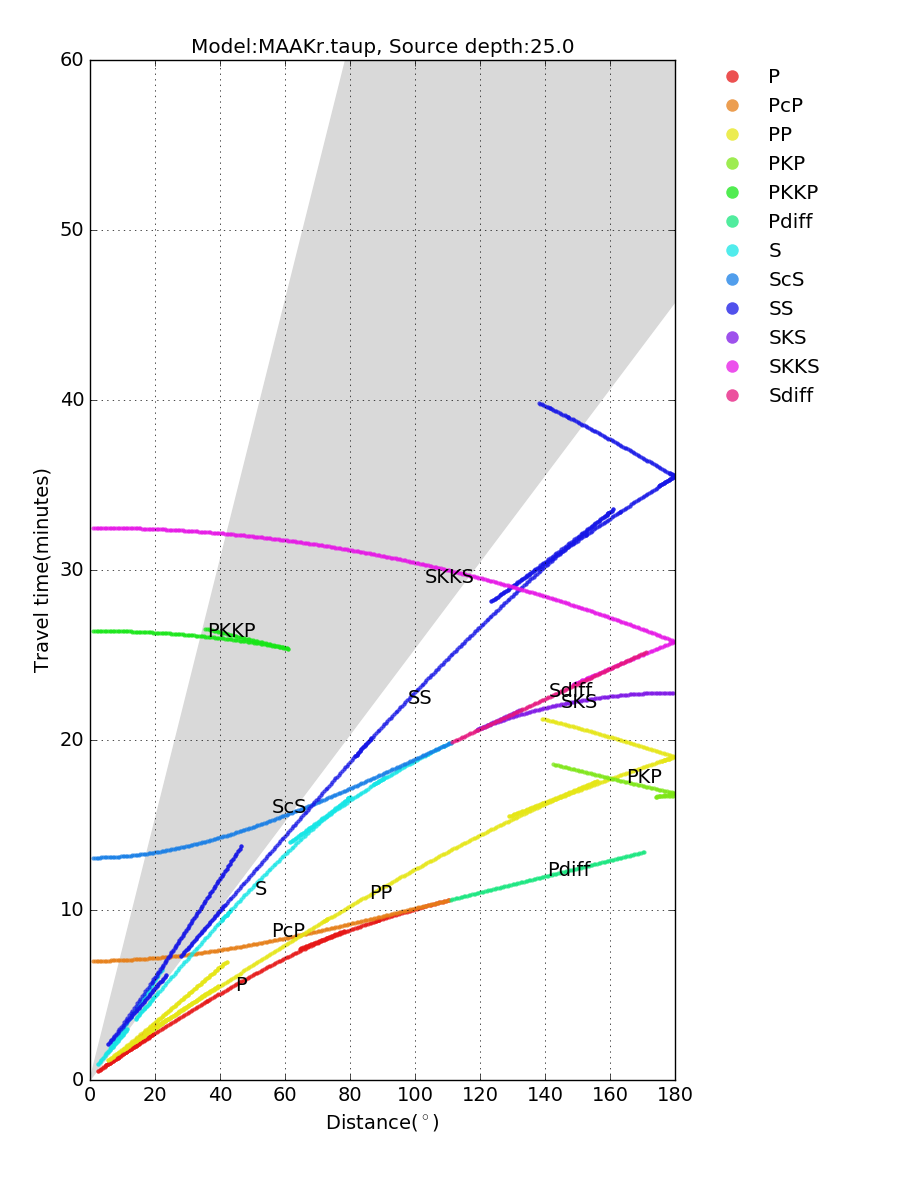 Model:MAAKr.taup, Source depth:25.0
60
50
40
30
20
10
0
Travel time(minutes)
0 20 40 60 80 100 120 140 160 180
Distance(°)
SKKS
PKKP
SS
Sdiff
SKS
PKP
ScS
S
PP
Pdiff
PcP
P
P
PcP
PP
PKP
PKKP
Pdiff
S
ScS
SS
SKS
SKKS
Sdiff